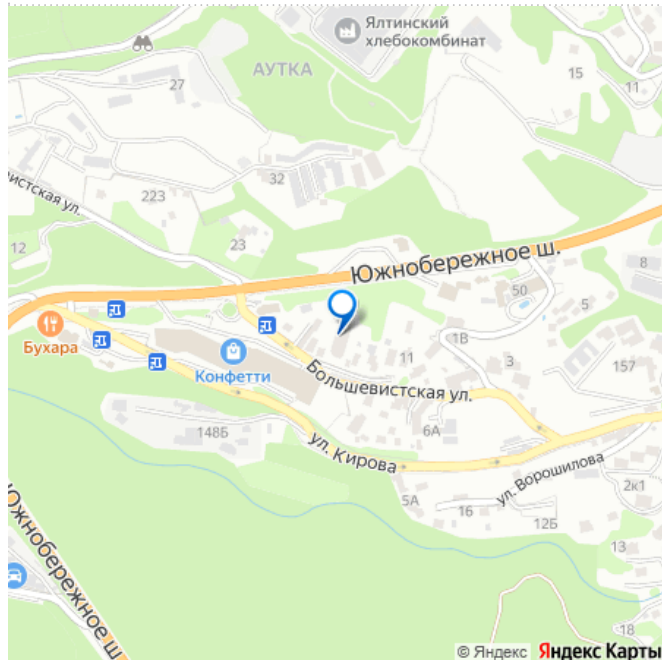 Ялтинский
хлебокомбинат
АУТКА
27
15
11
32
223
вистская ул.
12
23
Южнобережное ш.
8
50
5
Бухара
Конфетти
1В
11
3
157
Большевистская ул.
148Б
6А
ул. Кирова
ул. Ворошилова
5А
16
2к1
12Б
Южнобережное ш.
13
18
© Яндекс Яндекс Карты